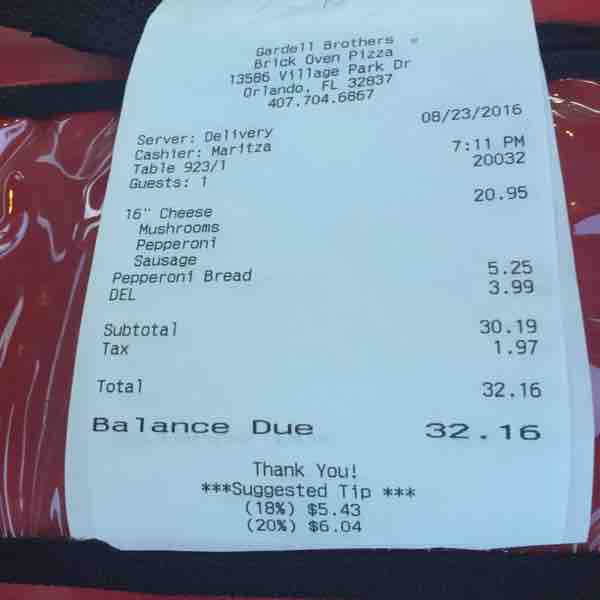 Gardell Brothers
Brick Oven Pizza
13586 Village Park Dr
Orlando, FL 32837
407.704.6867
08/23/2016
Server: Delivery
Cashier: Maritza 7:11 PM
Table 923/1 20032
Guests: 1
16" Cheese 20.95
Mushrooms
Pepperoni
Sausage
Pepperoni Bread 5.25
DEL 3.99
Subtotal 30.19
Tax 1.97
Total 32.16
Balance Due 32.16
Thank You!
***Suggested Tip ***
(18%) $5.43
(20%) $6.04